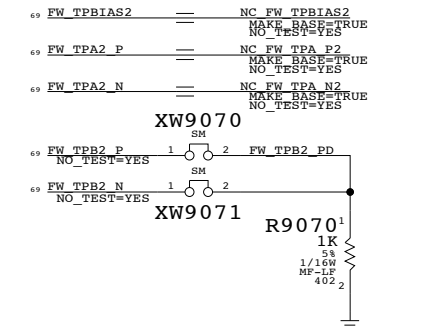 69 FW_TPBIAS2 NC_FW_TPBIAS2
MAKE_BASE=TRUE
NO_TEST=YES
69 FW_TPA2_P NC_FW_TPA_P2
MAKE_BASE=TRUE
NO_TEST=YES
69 FW_TPA2_N NC_FW_TPA_N2
MAKE_BASE=TRUE
NO_TEST=YES
XW9070
SM
69 FW_TPB2_P 1 2 FW_TPB2_PD
NO_TEST=YES
SM
69 FW_TPB2_N 1 2
NO_TEST=YES
XW9071
R9070 1
1K
5%
1/16W
MF-LF
402 2